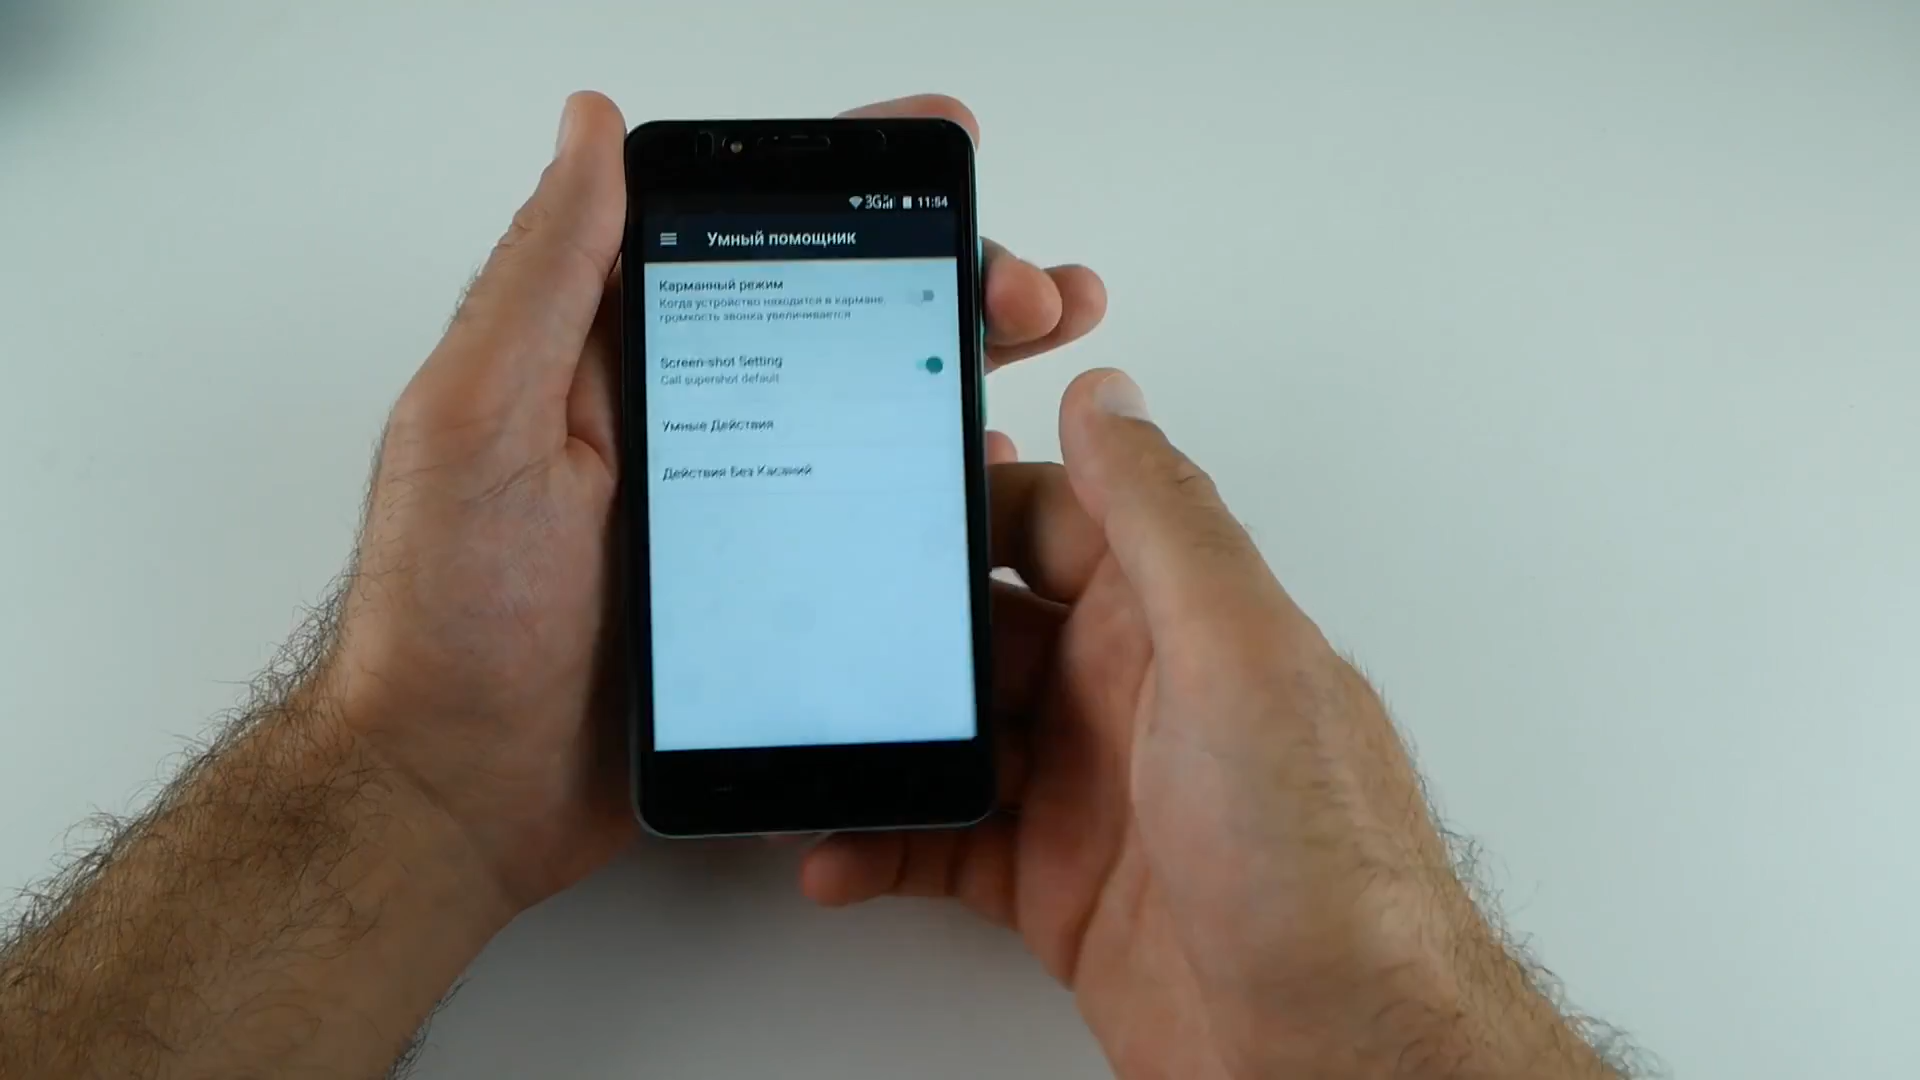 3G 11:54
Умный помощник
Карманный режим
Когда устройство находится в кармане,
громкость звонка увеличивается
Screen-shot Setting
Call supershot default
Умные Действия
Действия Без Касаний